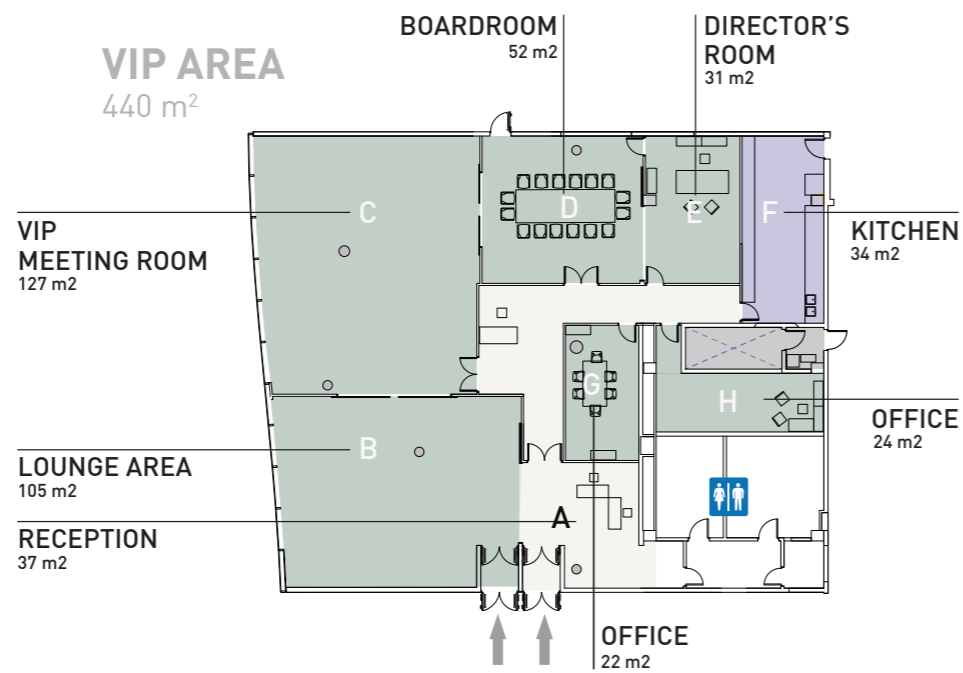 VIP AREA
440 m²
BOARDROOM
52 m2
DIRECTOR'S
ROOM
31 m2
C
D
E
F
VIP
MEETING ROOM
127 m2
KITCHEN
34 m2
G
H
OFFICE
24 m2
B
LOUNGE AREA
105 m2
A
RECEPTION
37 m2
OFFICE
22 m2